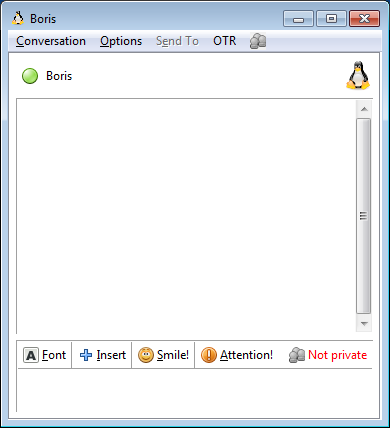 Boris
Conversation Options Send To OTR
Boris
Font Insert Smile! Attention! Not private